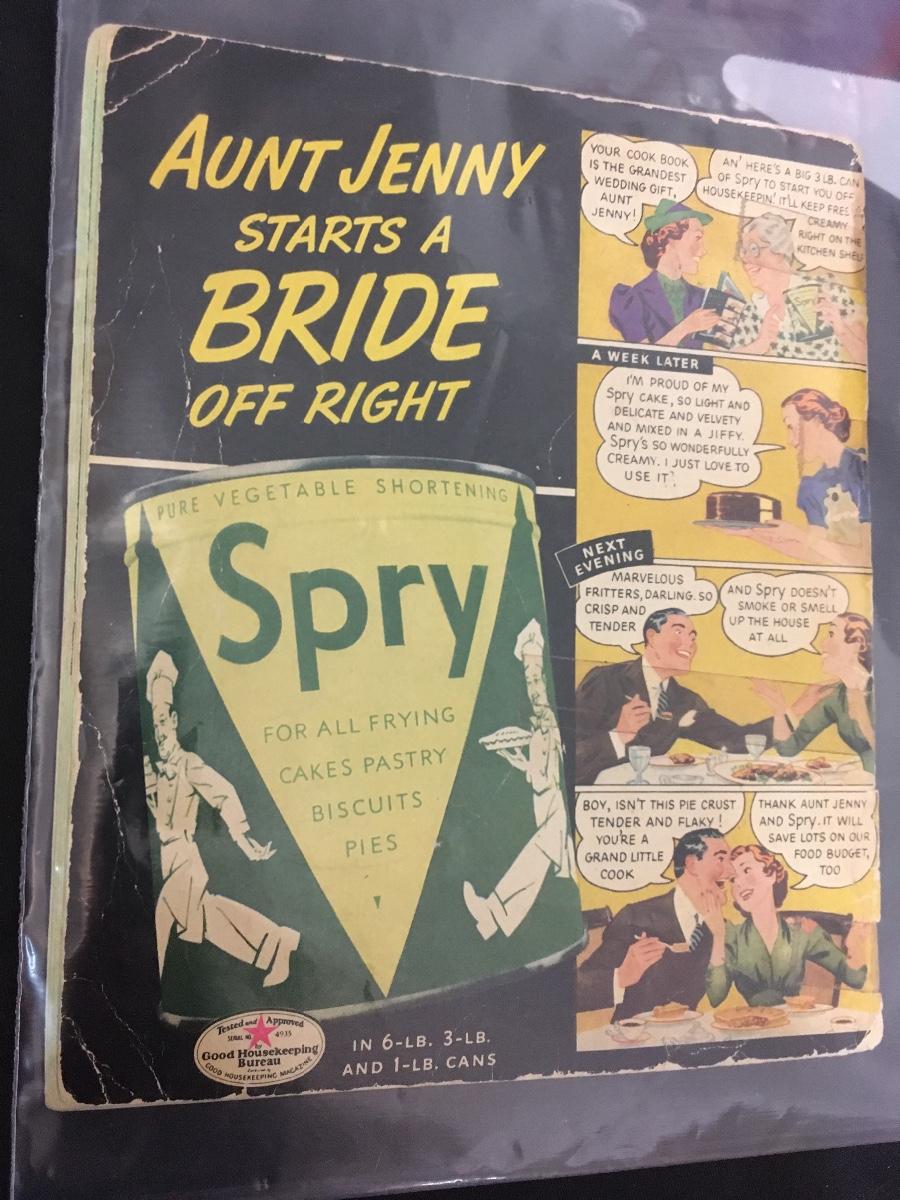 AUNT JENNY
STARTS A
BRIDE
OFF RIGHT
PURE VEGETABLE SHORTENING
Spry
FOR ALL FRYING
CAKES PASTRY
BISCUITS
PIES
Tested and Approved
SERIAL NO. 4935
by
Good Housekeeping
Bureau
GOOD HOUSEKEEPING MAGAZINE
IN 6-LB. 3-LB.
AND 1-LB. CANS
YOUR COOK BOOK
IS THE GRANDEST
WEDDING GIFT,
AUNT
JENNY!
AN' HERE'S A BIG 3 LB. CAN
OF Spry TO START YOU OFF
HOUSEKEEPIN'. IT'LL KEEP
CREAMY
RIGHT ON THE
KITCHEN
Spry
A WEEK LATER
I'M PROUD OF MY
Spry CAKE, SO LIGHT AND
DELICATE AND VELVETY
AND MIXED IN A JIFFY.
Spry's SO WONDERFULLY
CREAMY. I JUST LOVE TO
USE IT
NEXT
EVENING
MARVELOUS
FRITTERS, DARLING. SO
CRISP AND
TENDER
AND Spry DOESN'T
SMOKE OR SMELL
UP THE HOUSE
AT ALL
BOY, ISN'T THIS PIE CRUST
TENDER AND FLAKY!
YOU'RE A
GRAND LITTLE
COOK
THANK AUNT JENNY
AND Spry. IT WILL
SAVE LOTS ON OUR
FOOD BUDGET,
TOO